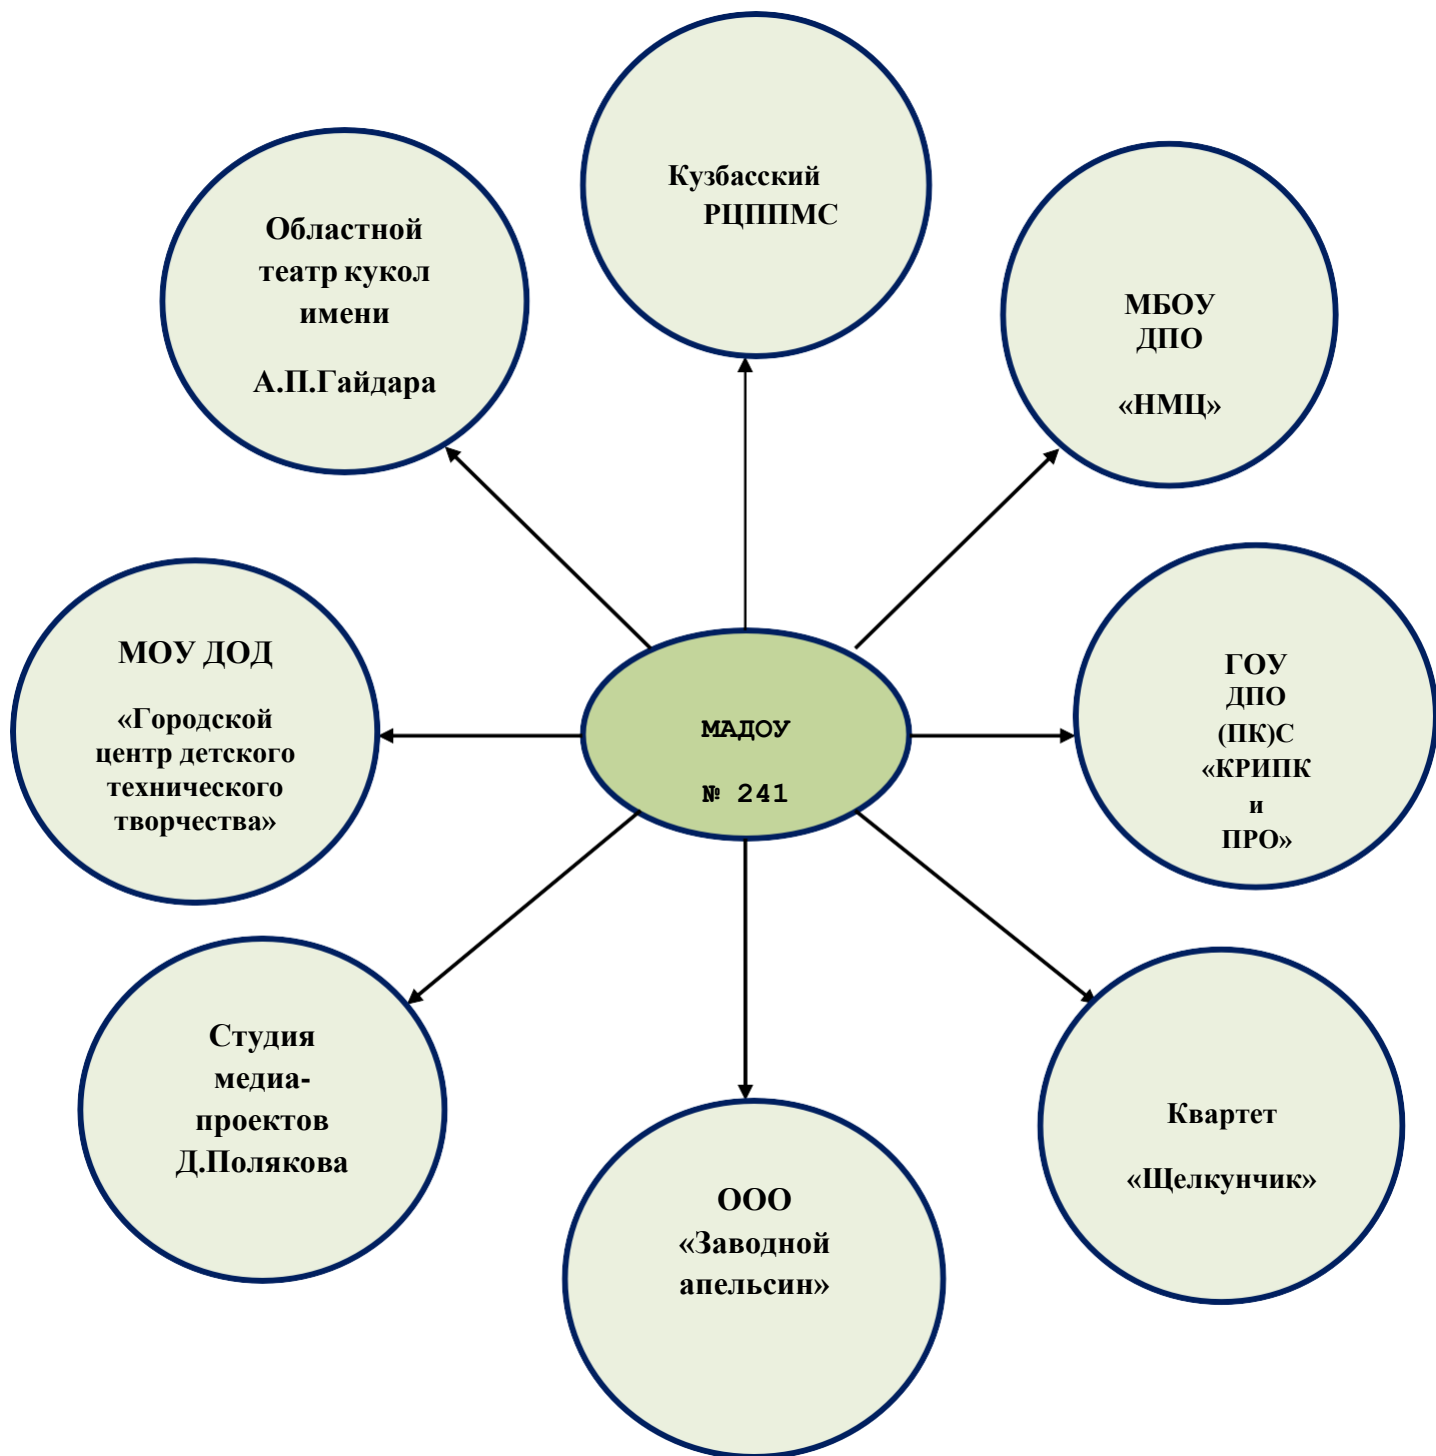 Кузбасский
РЦППМС
Областной
театр кукол
имени
А.П.Гайдара
МБОУ
ДПО
«НМЦ»
МОУ ДОД
«Городской
центр детского
технического
творчества»
МАДОУ
№ 241
ГОУ
ДПО
(ПК)С
«КРИПК
и
ПРО»
Студия
медиа-
проектов
Д.Полякова
ООО
«Заводной
апельсин»
Квартет
«Щелкунчик»